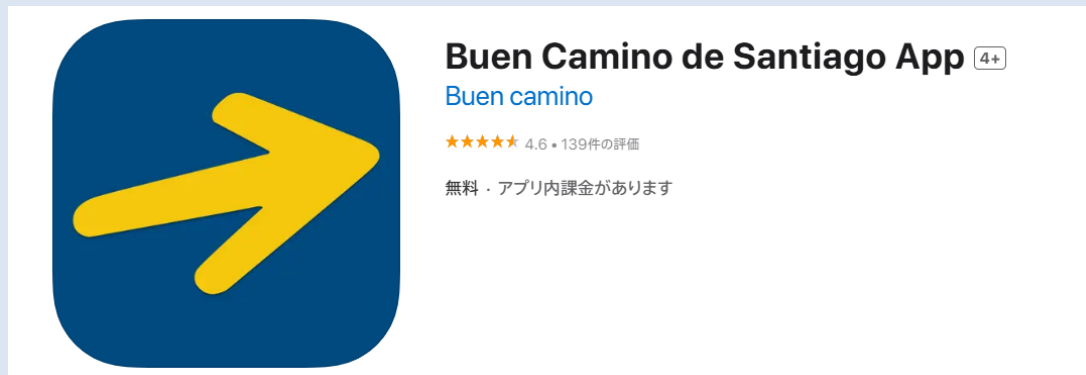 Buen Camino de Santiago App 4+
Buen camino
★★★★★ 4.6 • 139件の評価
無料 · アプリ内課金があります